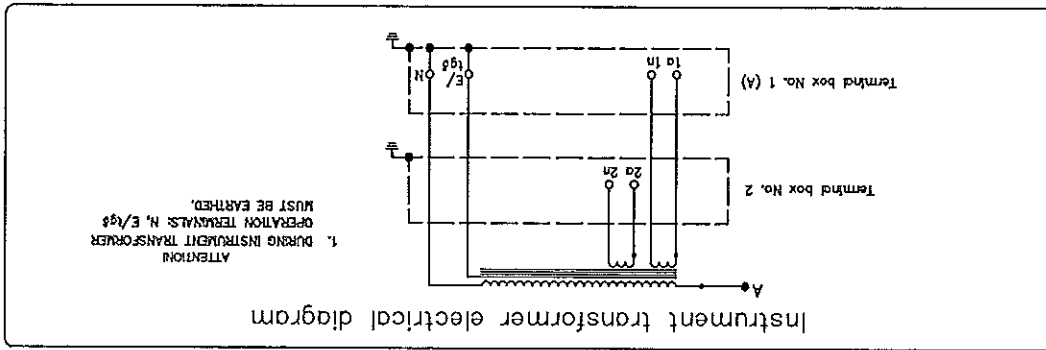 Instrument transformer electrical diagram
A
ATTENTION!
1. DURING INSTRUMENT TRANSFORMER
OPERATION TERMINALS: N, E/tgδ
MUST BE EARTHED.
Terminal box No. 2
2a 2n
Terminal box No. 1 (A)
1a 1n
E/
tgδ
N